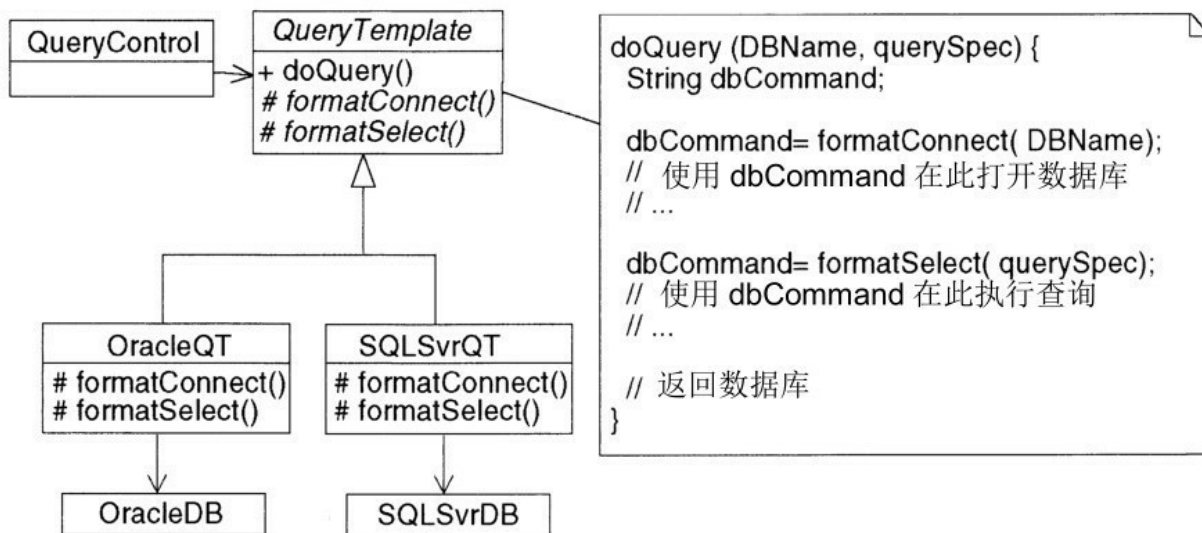 QueryControl
QueryTemplate
+ doQuery()
# formatConnect()
# formatSelect()
doQuery (DBName, querySpec) {
String dbCommand;
dbCommand= formatConnect( DBName);
// 使用 dbCommand 在此打开数据库
// ...
dbCommand= formatSelect( querySpec);
// 使用 dbCommand 在此执行查询
// ...
// 返回数据库
}
OracleQT
# formatConnect()
# formatSelect()
SQLSvrQT
# formatConnect()
# formatSelect()
OracleDB
SQLSvrDB